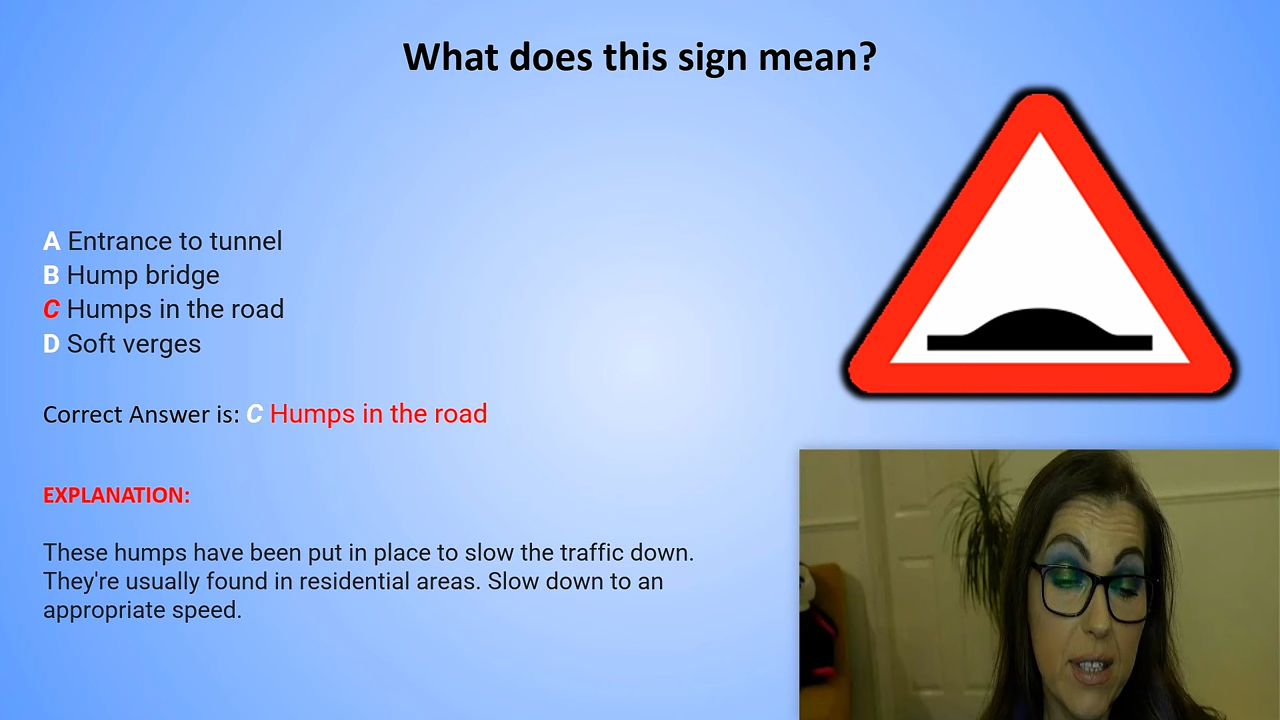 What does this sign mean?
A Entrance to tunnel
B Hump bridge
C Humps in the road
D Soft verges
Correct Answer is: C Humps in the road
EXPLANATION:
These humps have been put in place to slow the traffic down.
They're usually found in residential areas. Slow down to an
appropriate speed.